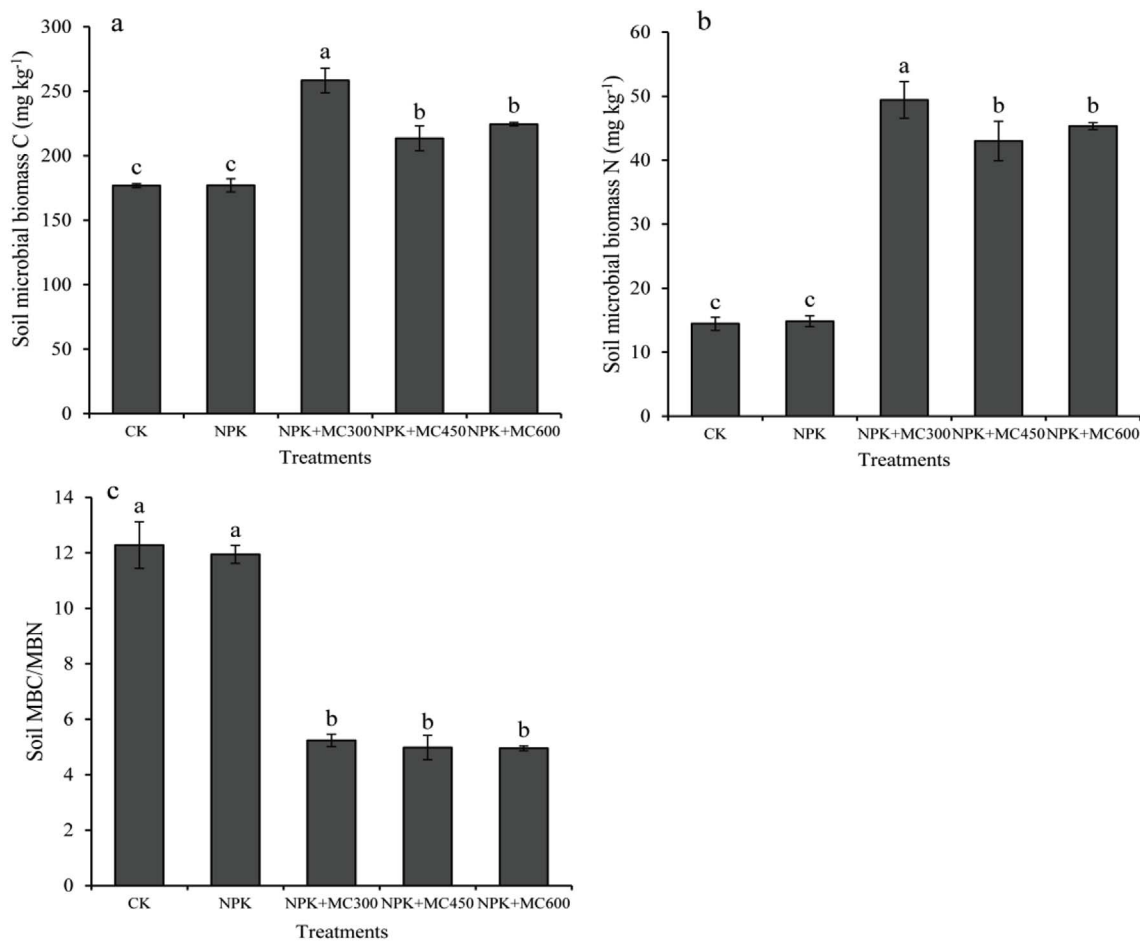 a
Soil microbial biomass C (mg kg⁻¹)
300
250
200
150
100
50
0
c
c
a
b
b
CK NPK NPK+MC300 NPK+MC450 NPK+MC600
Treatments
b
Soil microbial biomass N (mg kg⁻¹)
60
50
40
30
20
10
0
c
c
a
b
b
CK NPK NPK+MC300 NPK+MC450 NPK+MC600
Treatments
c
Soil MBC/MBN
14
12
10
8
6
4
2
0
a
a
b
b
b
CK NPK NPK+MC300 NPK+MC450 NPK+MC600
Treatments